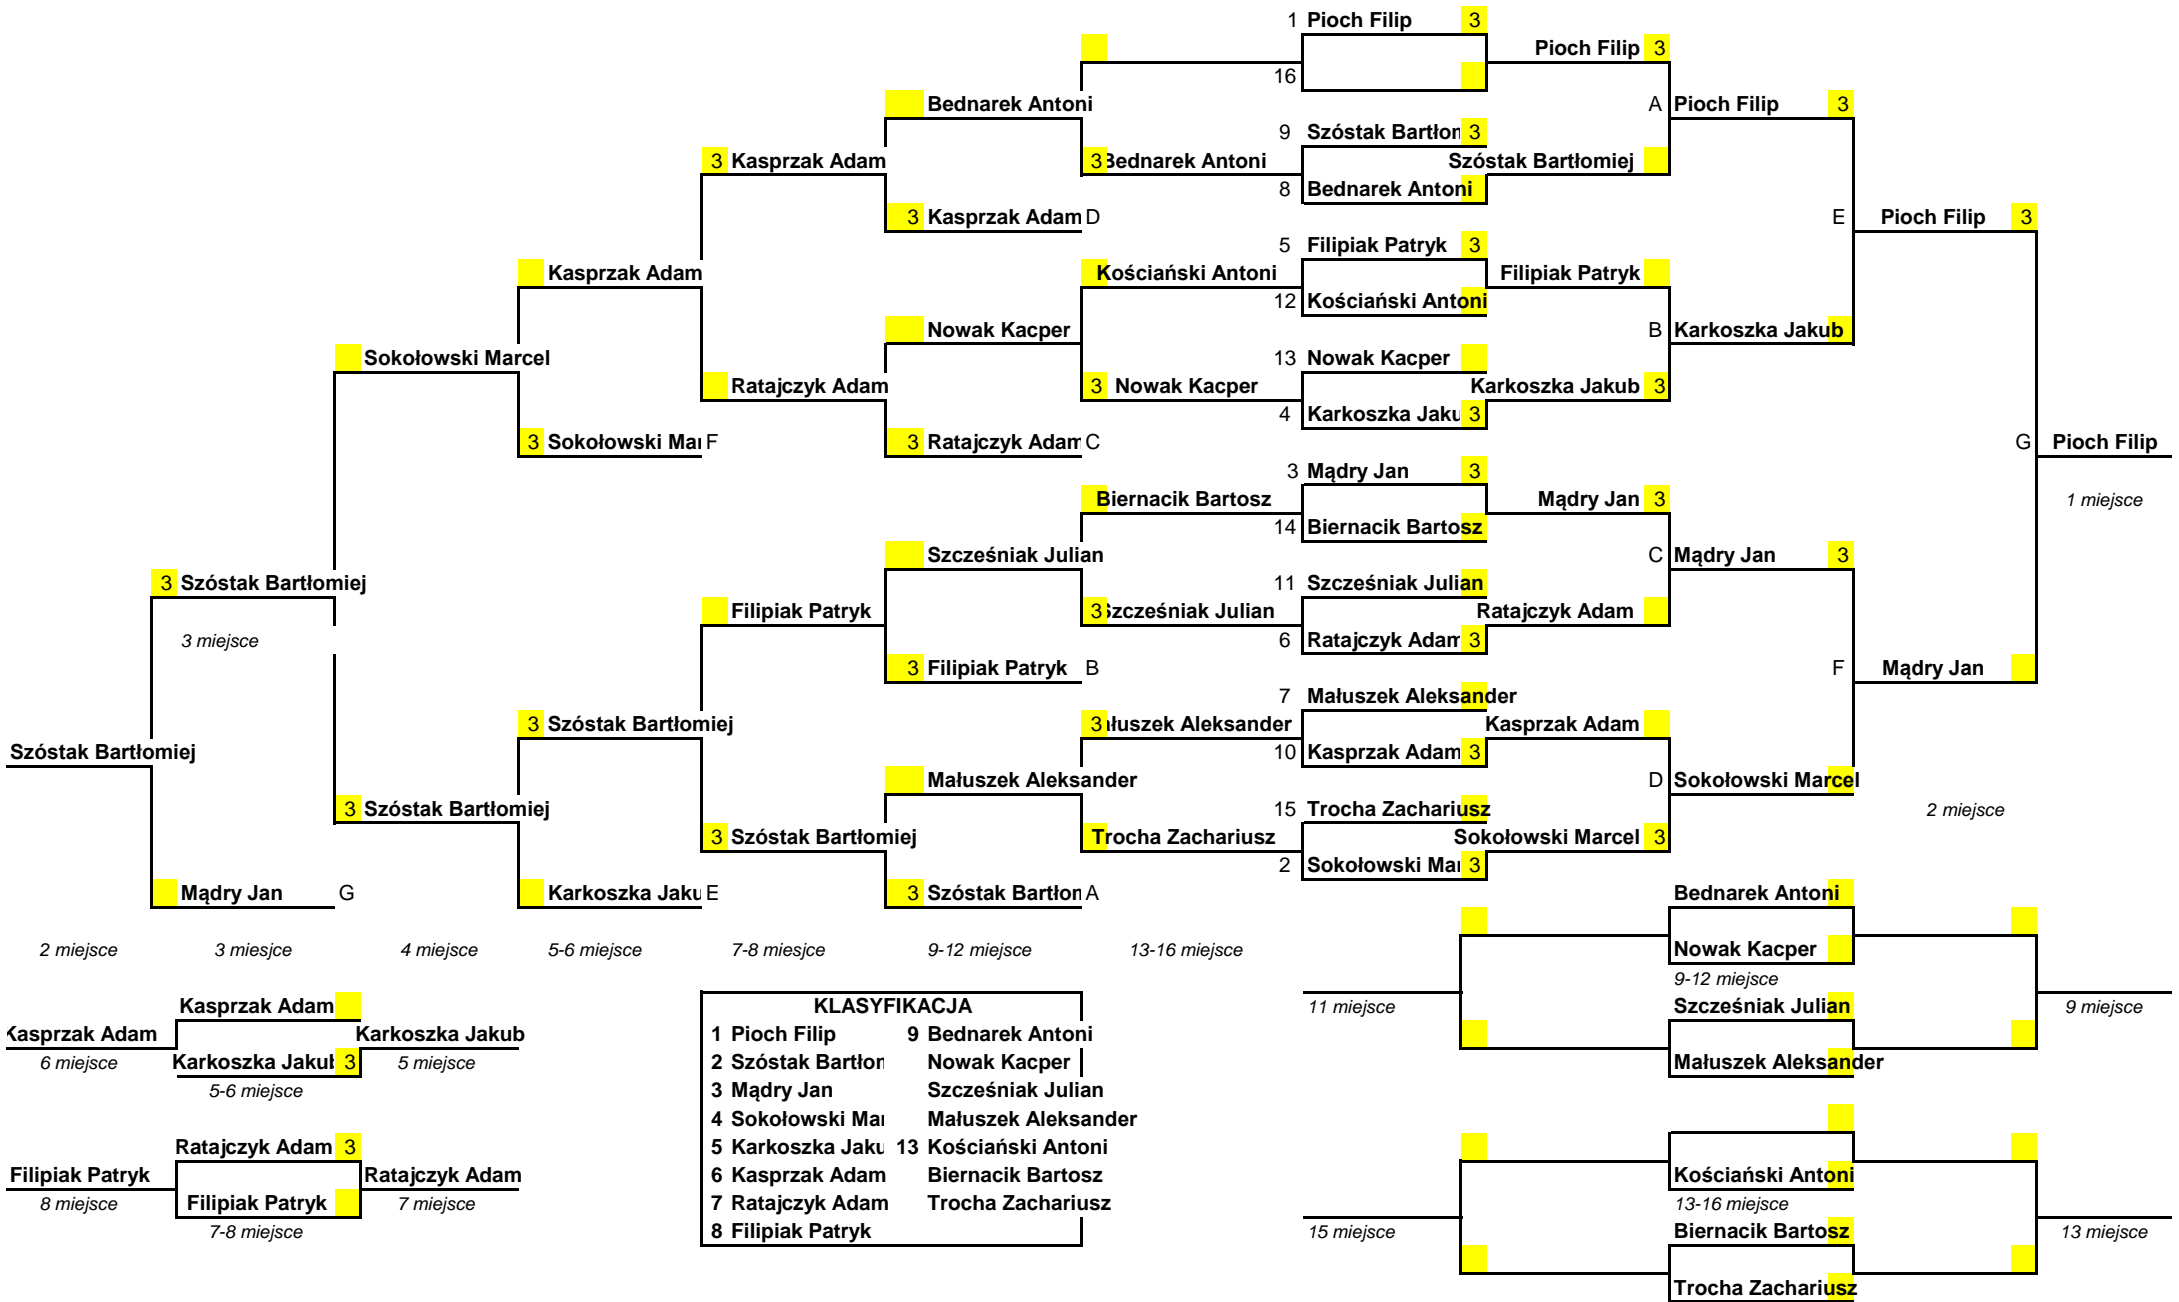 1 Pioch Filip 3
Pioch Filip 3
16
Bednarek Antoni
A Pioch Filip 3
9 Szóstak Bartłon 3
3 Kasprzak Adam
3 Bednarek Antoni
Szóstak Bartłomiej
8 Bednarek Antoni
3 Kasprzak Adam D
E Pioch Filip 3
5 Filipiak Patryk 3
Kasprzak Adam
Kościański Antoni
Filipiak Patryk
12 Kościański Antoni
Nowak Kacper
B Karkoszka Jakub
Sokołowski Marcel
13 Nowak Kacper
Ratajczyk Adam
3 Nowak Kacper
Karkoszka Jakub 3
4 Karkoszka Jaku 3
3 Sokołowski Mar F
3 Ratajczyk Adam C
G Pioch Filip
3 Mądry Jan 3
Biernacik Bartosz
Mądry Jan 3
1 miejsce
14 Biernacik Bartosz
Szcześniak Julian
C Mądry Jan 3
3 Szóstak Bartłomiej
11 Szcześniak Julian
Filipiak Patryk
3 Szcześniak Julian
Ratajczyk Adam
3 miejsce
6 Ratajczyk Adam 3
3 Filipiak Patryk B
F Mądry Jan
7 Małuszek Aleksander
3 Szóstak Bartłomiej
3 ałuszek Aleksander
Kasprzak Adam
Szóstak Bartłomiej
10 Kasprzak Adam 3
Małuszek Aleksander
D Sokołowski Marcel
3 Szóstak Bartłomiej
15 Trocha Zachariusz
2 miejsce
3 Szóstak Bartłomiej
Trocha Zachariusz
Sokołowski Marcel 3
2 Sokołowski Mar 3
Mądry Jan G
Karkoszka Jaku E
3 Szóstak Bartłon A
Bednarek Antoni
2 miejsce 3 miesjce 4 miejsce 5-6 miejsce 7-8 miesjce 9-12 miejsce 13-16 miejsce
Nowak Kacper
9-12 miejsce
Kasprzak Adam
KLASYFIKACJA
11 miejsce
Szcześniak Julian
9 miejsce
Kasprzak Adam
Karkoszka Jakub
1 Pioch Filip 9 Bednarek Antoni
6 miejsce
Karkoszka Jakub 3
5 miejsce
2 Szóstak Bartłon Nowak Kacper
Małuszek Aleksander
5-6 miejsce
3 Mądry Jan Szcześniak Julian
4 Sokołowski Mar Małuszek Aleksander
Ratajczyk Adam 3
5 Karkoszka Jaku 13 Kościański Antoni
Filipiak Patryk
Ratajczyk Adam
6 Kasprzak Adam Biernacik Bartosz
Kościański Antoni
8 miejsce
Filipiak Patryk
7 miejsce
7 Ratajczyk Adam Trocha Zachariusz
13-16 miejsce
7-8 miejsce
8 Filipiak Patryk
15 miejsce
Biernacik Bartosz
13 miejsce
Trocha Zachariusz